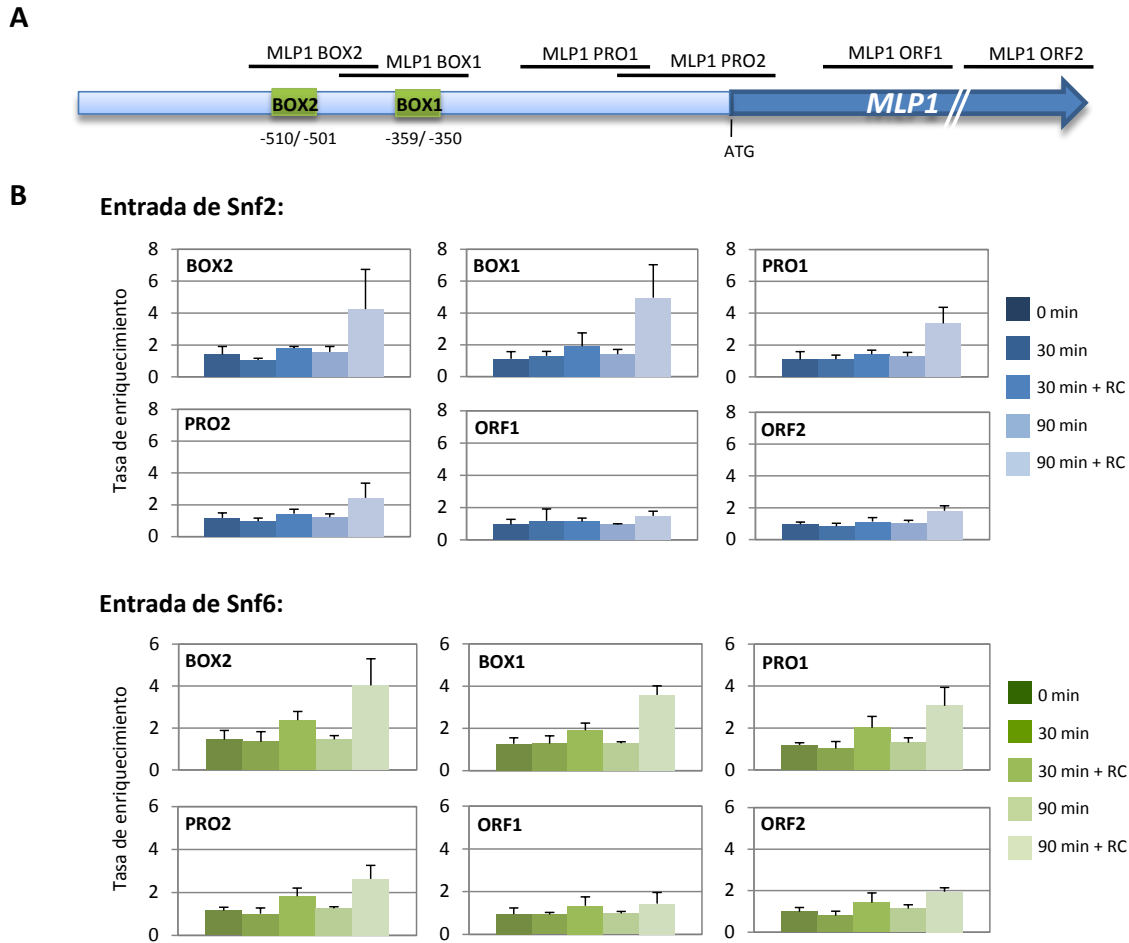 A
MLP1 BOX2
MLP1 BOX1
MLP1 PRO1
MLP1 PRO2
MLP1 ORF1
MLP1 ORF2
BOX2
BOX1
MLP1
-510/ -501
-359/ -350
ATG
B
Entrada de Snf2:
Tasa de enriquecimiento
8
6
4
2
0
BOX2
8
6
4
2
0
BOX1
8
6
4
2
0
PRO1
8
6
4
2
0
PRO2
8
6
4
2
0
ORF1
8
6
4
2
0
ORF2
0 min
30 min
30 min + RC
90 min
90 min + RC
Entrada de Snf6:
Tasa de enriquecimiento
6
4
2
0
BOX2
6
4
2
0
BOX1
6
4
2
0
PRO1
6
4
2
0
PRO2
6
4
2
0
ORF1
6
4
2
0
ORF2
0 min
30 min
30 min + RC
90 min
90 min + RC